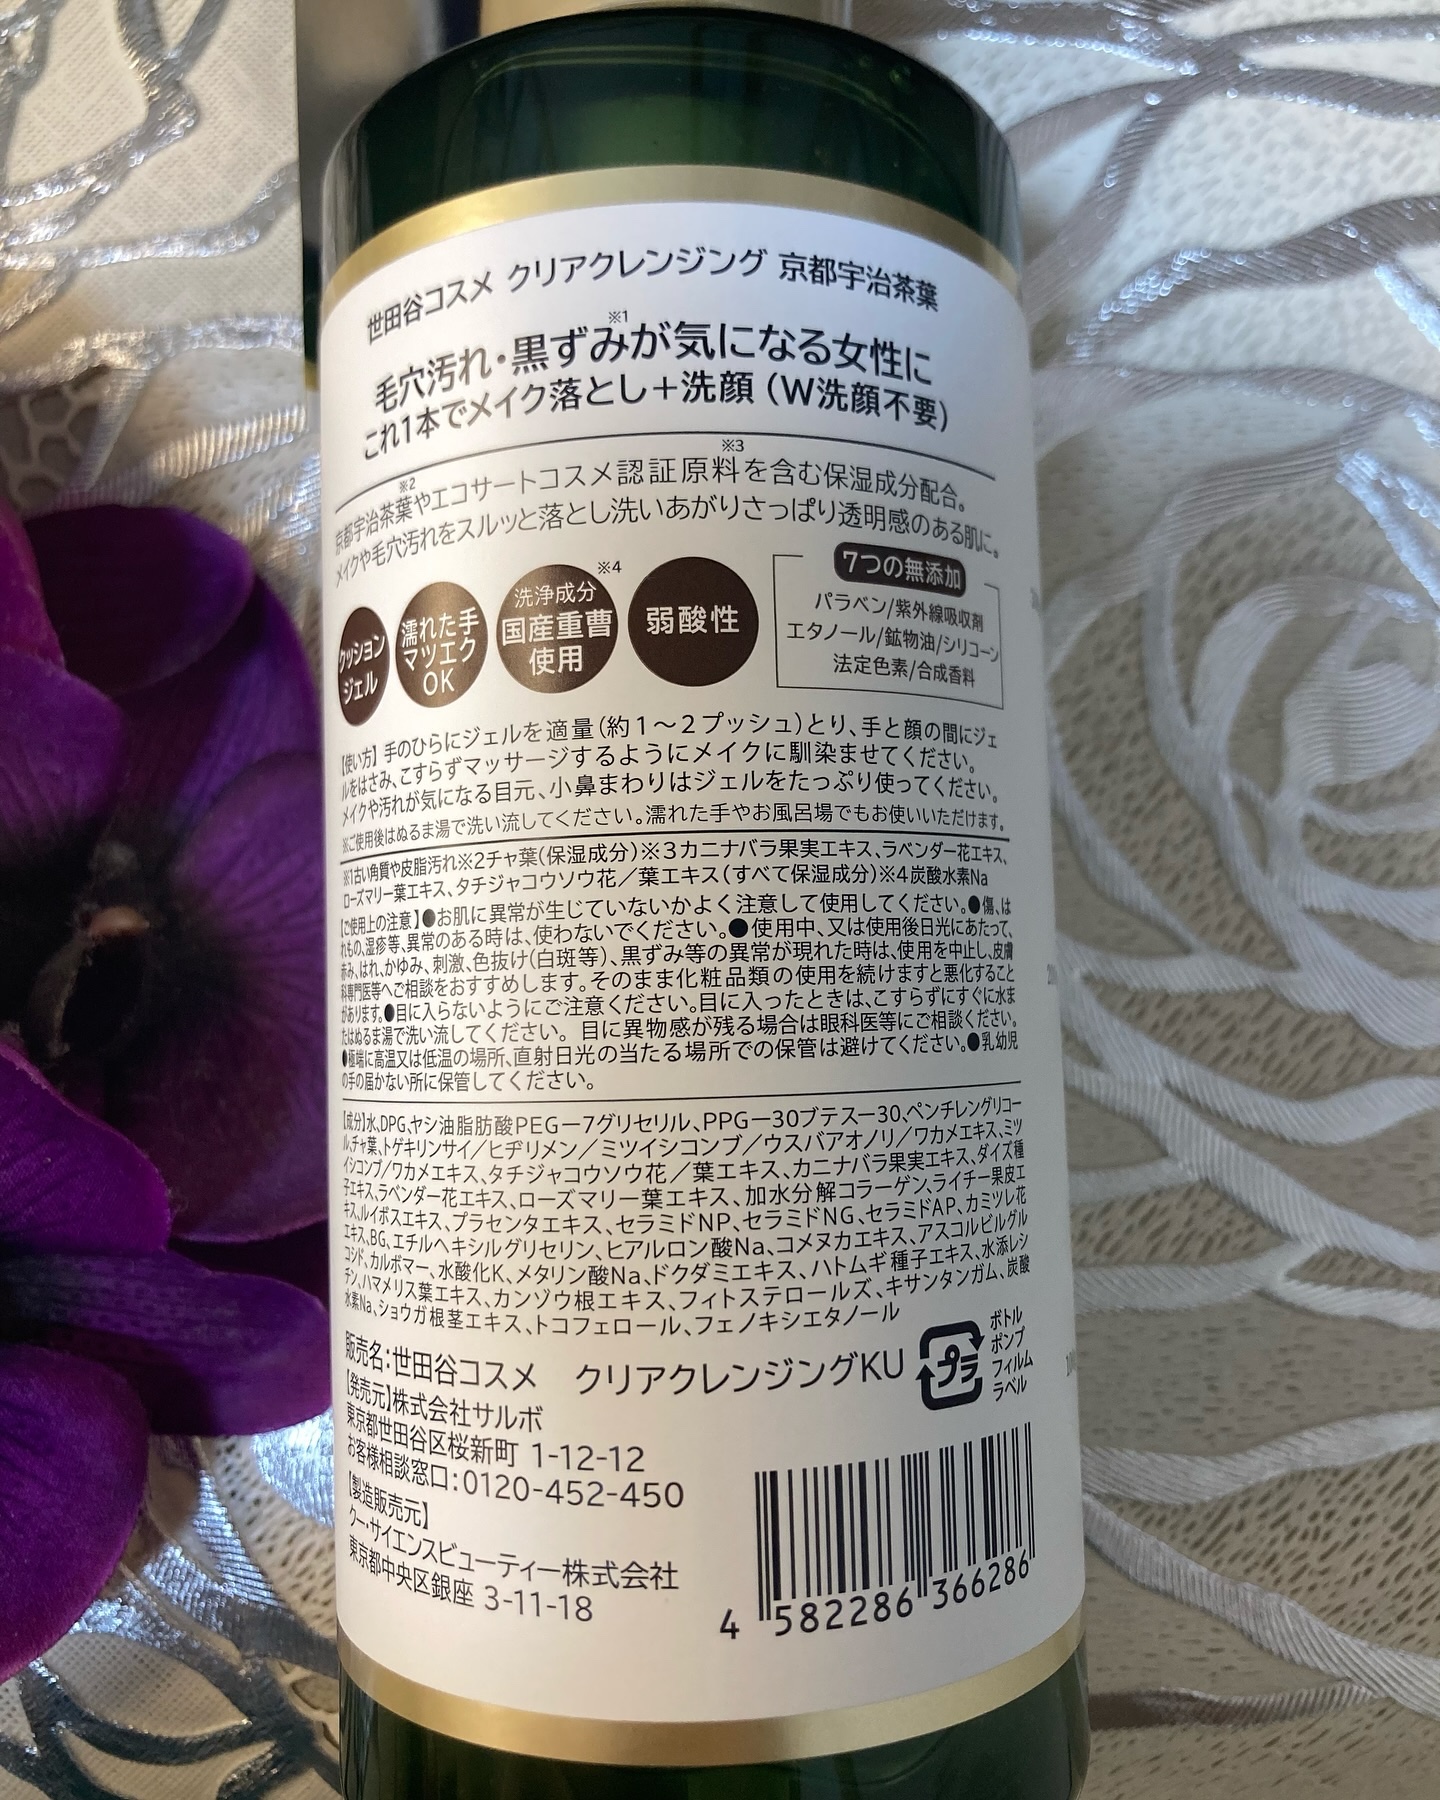 世田谷コスメ クリアクレンジング 京都宇治茶葉
毛穴汚れ・黒ずみ※1が気になる女性に
これ1本でメイク落とし＋洗顔（W洗顔不要）
京都宇治茶葉※2やエコサートコスメ認証原料※3を含む保湿成分配合。
メイクや毛穴汚れをスルッと落とし洗いあがりさっぱり透明感のある肌に。
クッション
ジェル
濡れた手
マツエク
OK
洗浄成分※4
国産重曹
使用
弱酸性
7つの無添加
パラベン/紫外線吸収剤
エタノール/鉱物油/シリコーン
法定色素/合成香料
【使い方】手のひらにジェルを適量（約1〜2プッシュ）とり、手と顔の間にジェ
ルをはさみ、こすらずマッサージするようにメイクに馴染ませてください。
メイクや汚れが気になる目元、小鼻まわりはジェルをたっぷり使ってください。
※ご使用後はぬるま湯で洗い流してください。濡れた手やお風呂場でもお使いいただけます。
※1古い角質や皮脂汚れ※2チャ葉（保湿成分）※3カニナバラ果実エキス、ラベンダー花エキス、
ローズマリー葉エキス、タチジャコウソウ花／葉エキス（すべて保湿成分）※4炭酸水素Na
【ご使用上の注意】●お肌に異常が生じていないかよく注意して使用してください。●傷、は
れもの、湿疹等、異常のある時は、使わないでください。●使用中、又は使用後日光にあたって、
赤み、はれ、かゆみ、刺激、色抜け（白斑等）、黒ずみ等の異常が現れた時は、使用を中止し、皮膚
科専門医等へご相談をおすすめします。そのまま化粧品類の使用を続けますと悪化すること
があります。●目に入らないようにご注意ください。目に入ったときは、こすらずにすぐに水ま
たはぬるま湯で洗い流してください。目に異物感が残る場合は眼科医等にご相談ください。
●極端に高温又は低温の場所、直射日光の当たる場所での保管は避けてください。●乳幼児
の手の届かない所に保管してください。
【成分】水、DPG、ヤシ油脂肪酸PEGー7グリセリル、PPGー30ブテスー30、ペンチレングリコー
ル、チャ葉、トゲキリンサイ／ヒヂリメン／ミツイシコンブ／ウスバアオノリ／ワカメエキス、ミツ
イシコンブ/ワカメエキス、タチジャコウソウ花／葉エキス、カニナバラ果実エキス、ダイズ種
子エキス、ラベンダー花エキス、ローズマリー葉エキス、加水分解コラーゲン、ライチー果皮エ
キス、ルイボスエキス、プラセンタエキス、セラミドNP、セラミドNG、セラミドAP、カミツレ花
エキス、BG、エチルヘキシルグリセリン、ヒアルロン酸Na、コメヌカエキス、アスコルビルグル
コシド、カルボマー、水酸化K、メタリン酸Na、ドクダミエキス、ハトムギ種子エキス、水添レシ
チン、ハマメリス葉エキス、カンゾウ根エキス、フィトステロールズ、キサンタンガム、炭酸
水素Na、ショウガ根茎エキス、トコフェロール、フェノキシエタノール
販売名：世田谷コスメ　クリアクレンジングKU
プラ
ボトル
ポンプ
フィルム
ラベル
【発売元】株式会社サルボ
東京都世田谷区桜新町 1-12-12
お客様相談窓口：0120-452-450
【製造販売元】
クー・サイエンスビューティー株式会社
東京都中央区銀座 3-11-18
4 582286 366286